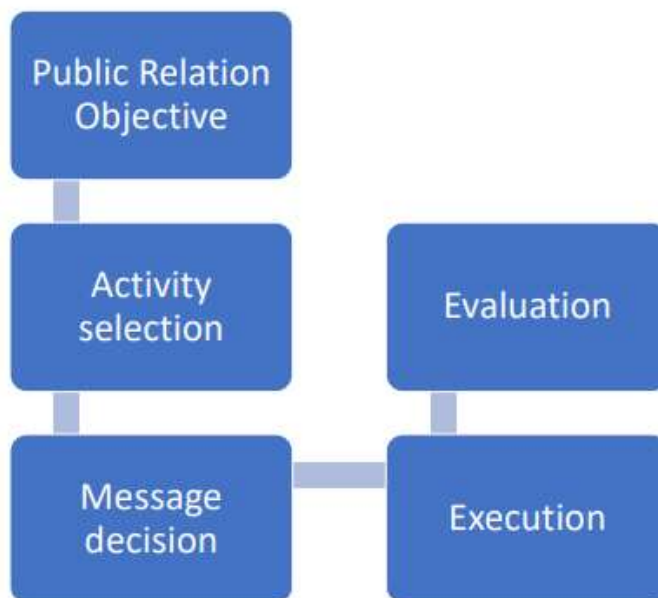 Public Relation
Objective
Activity
selection
Message
decision
Execution
Evaluation